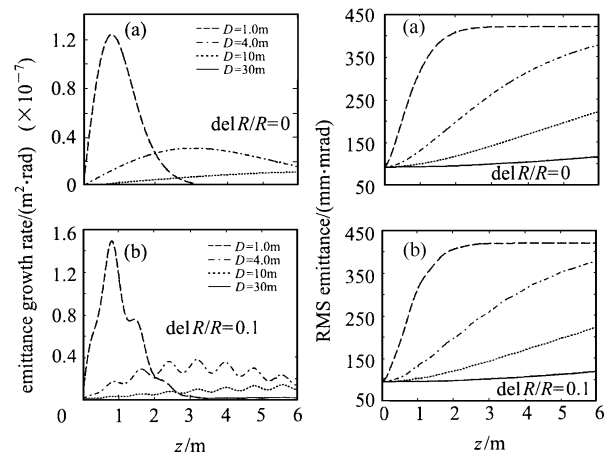 emittance growth rate/(m²·rad) (×10⁻⁷)
(a)
D=1.0m
D=4.0m
D=10m
D=30m
delR/R=0
1.2
0.8
0.4
0
(b)
D=1.0m
D=4.0m
D=10m
D=30m
delR/R=0.1
1.6
1.2
0.8
0.4
0 1 2 3 4 5 6
z/m
RMS emittance/(mm·mrad)
(a)
450
350
250
150
50
delR/R=0
(b)
450
350
250
150
50
delR/R=0.1
0 1 2 3 4 5 6
z/m